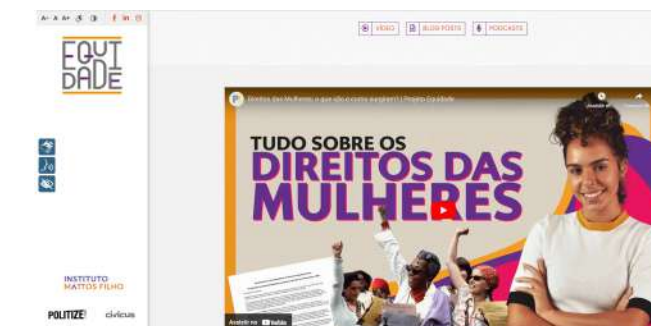 A- A A+
f in
VÍDEO
BLOG POSTS
PODCASTS
EQUI
DADE
Direitos das Mulheres: o que são e como surgiram? | Projeto Equidade
TUDO SOBRE OS
DIREITOS DAS
MULHERES
INSTITUTO
MATTOS FILHO
POLITIZE!
civicus
Assistir no YouTube